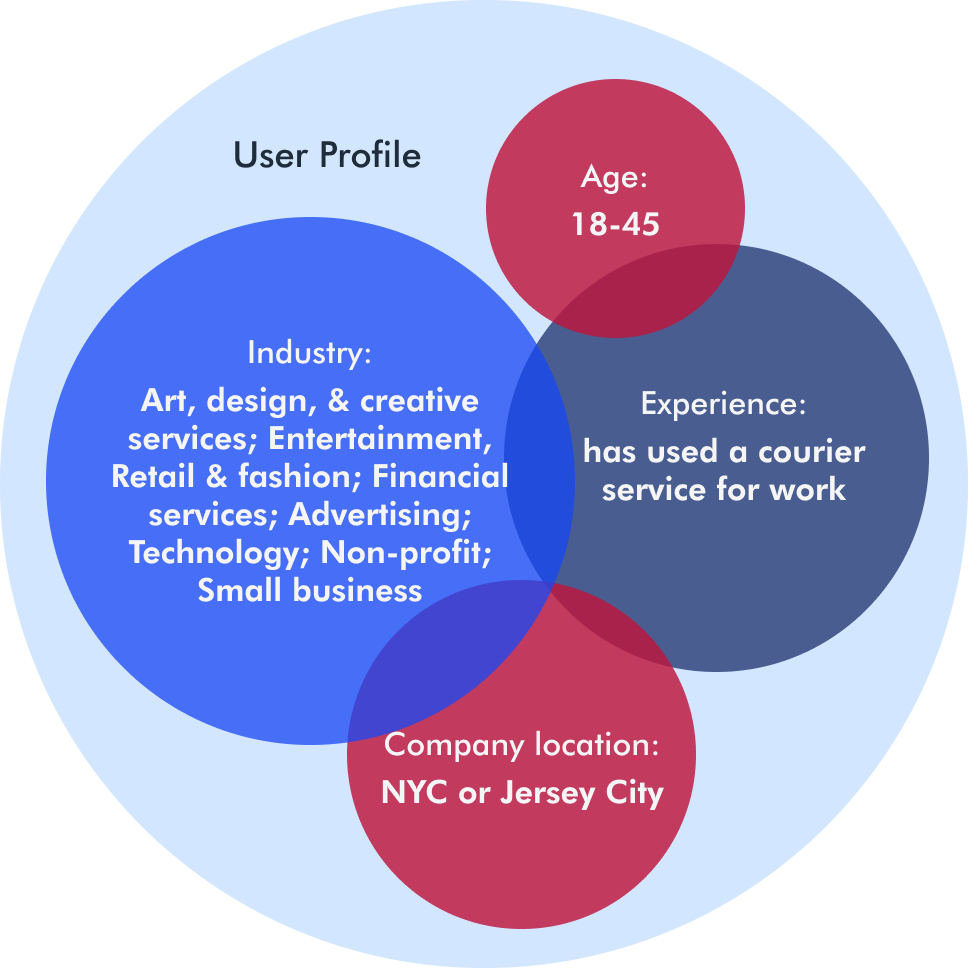 User Profile
Age:
18-45
Industry:
Art, design, & creative
services; Entertainment,
Retail & fashion; Financial
services; Advertising;
Technology; Non-profit;
Small business
Experience:
has used a courier
service for work
Company location:
NYC or Jersey City